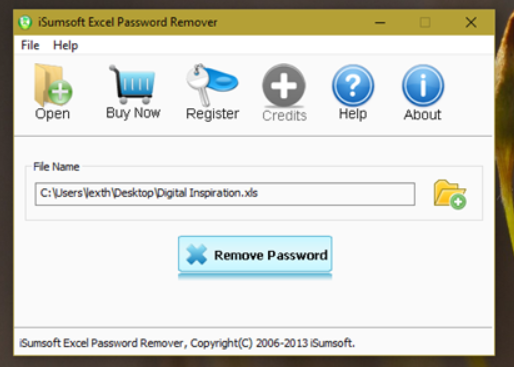 iSumsoft Excel Password Remover
File Help
Open Buy Now Register Credits Help About
File Name
C:\Users\lexth\Desktop\Digital Inspiration.xls
Remove Password
iSumsoft Excel Password Remover, Copyright(C) 2006-2013 iSumsoft.